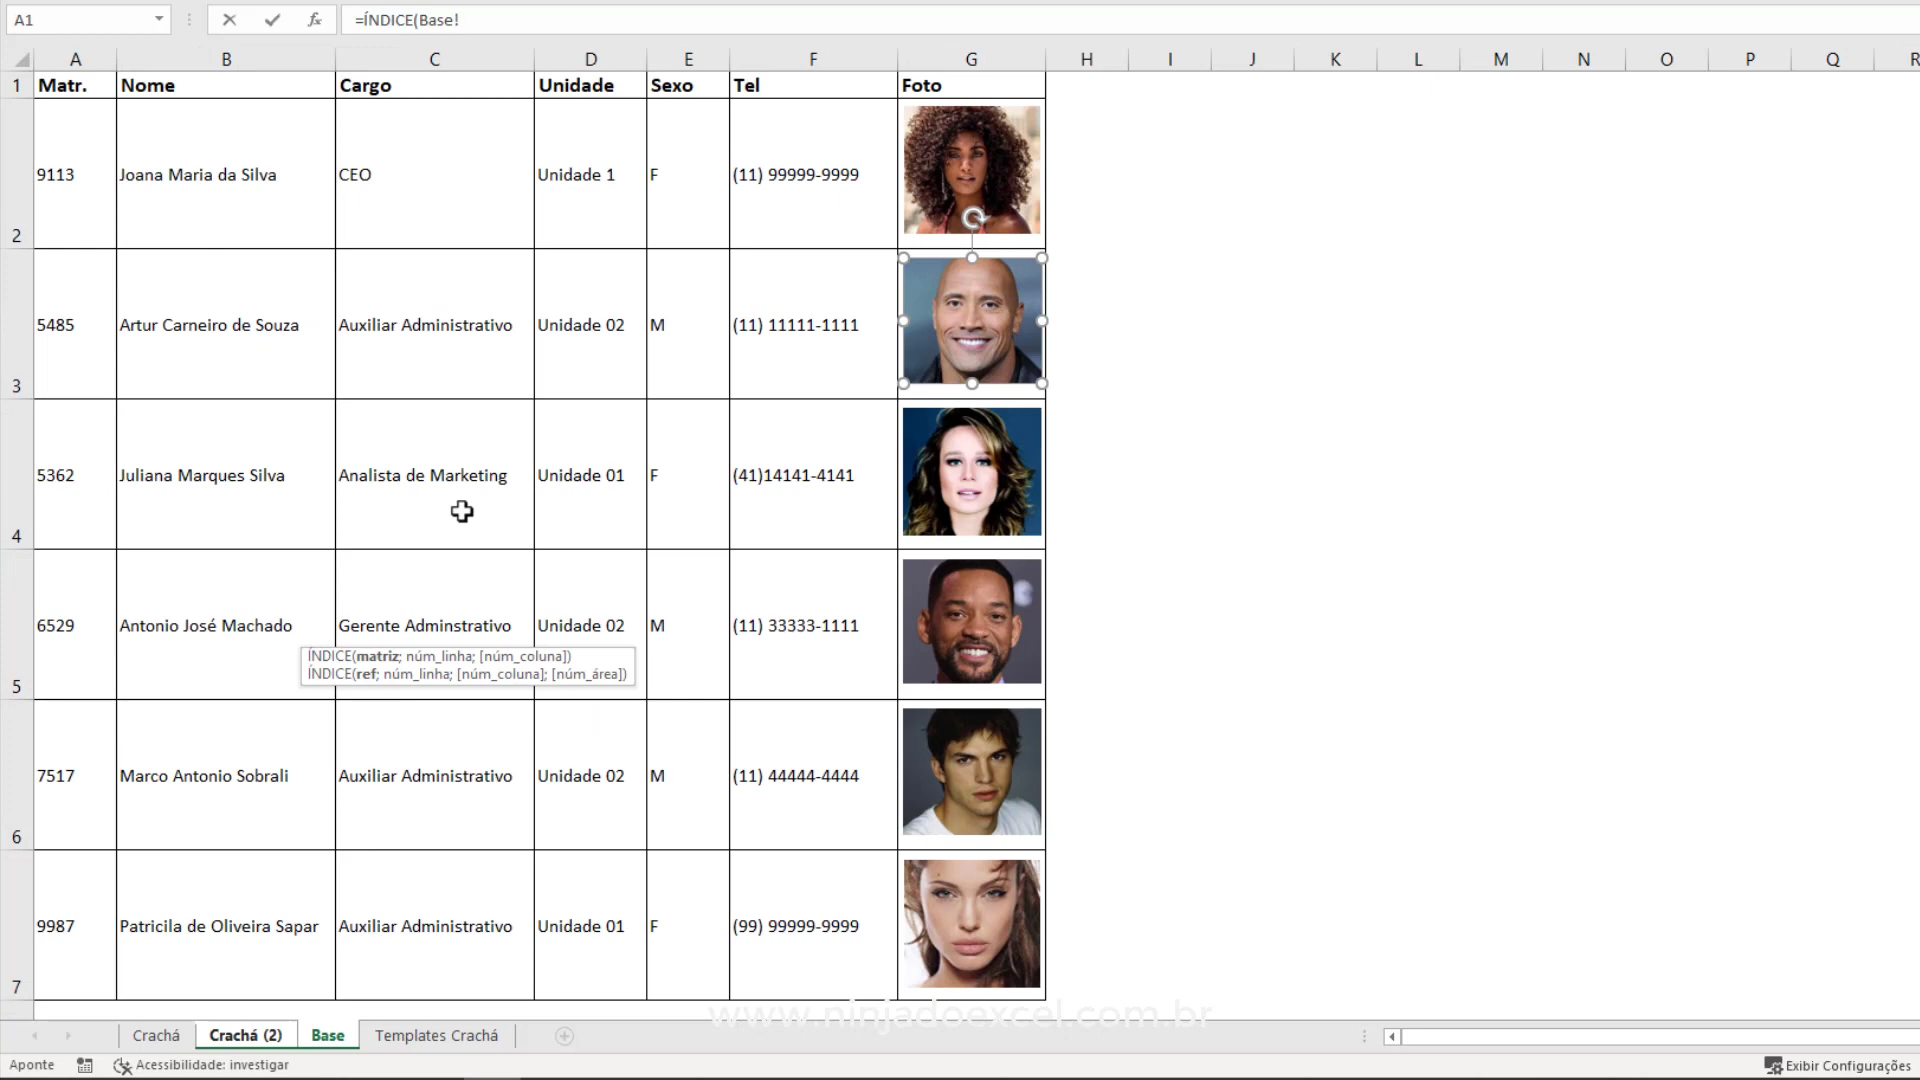 A1
fx
=ÍNDICE(Base!
A B C D E F G H I J K L M N O P Q R
1 Matr. Nome Cargo Unidade Sexo Tel Foto
2 9113 Joana Maria da Silva CEO Unidade 1 F (11) 99999-9999
3 5485 Artur Carneiro de Souza Auxiliar Administrativo Unidade 02 M (11) 11111-1111
4 5362 Juliana Marques Silva Analista de Marketing Unidade 01 F (41)14141-4141
5 6529 Antonio José Machado Gerente Adminstrativo Unidade 02 M (11) 33333-1111
ÍNDICE(matriz; núm_linha; [núm_coluna])
ÍNDICE(ref; núm_linha; [núm_coluna]; [núm_área])
6 7517 Marco Antonio Sobrali Auxiliar Administrativo Unidade 02 M (11) 44444-4444
7 9987 Patricila de Oliveira Sapar Auxiliar Administrativo Unidade 01 F (99) 99999-9999
www.ninjadoexcel.com.br
Crachá Crachá (2) Base Templates Crachá
Aponte Acessibilidade: investigar Exibir Configurações